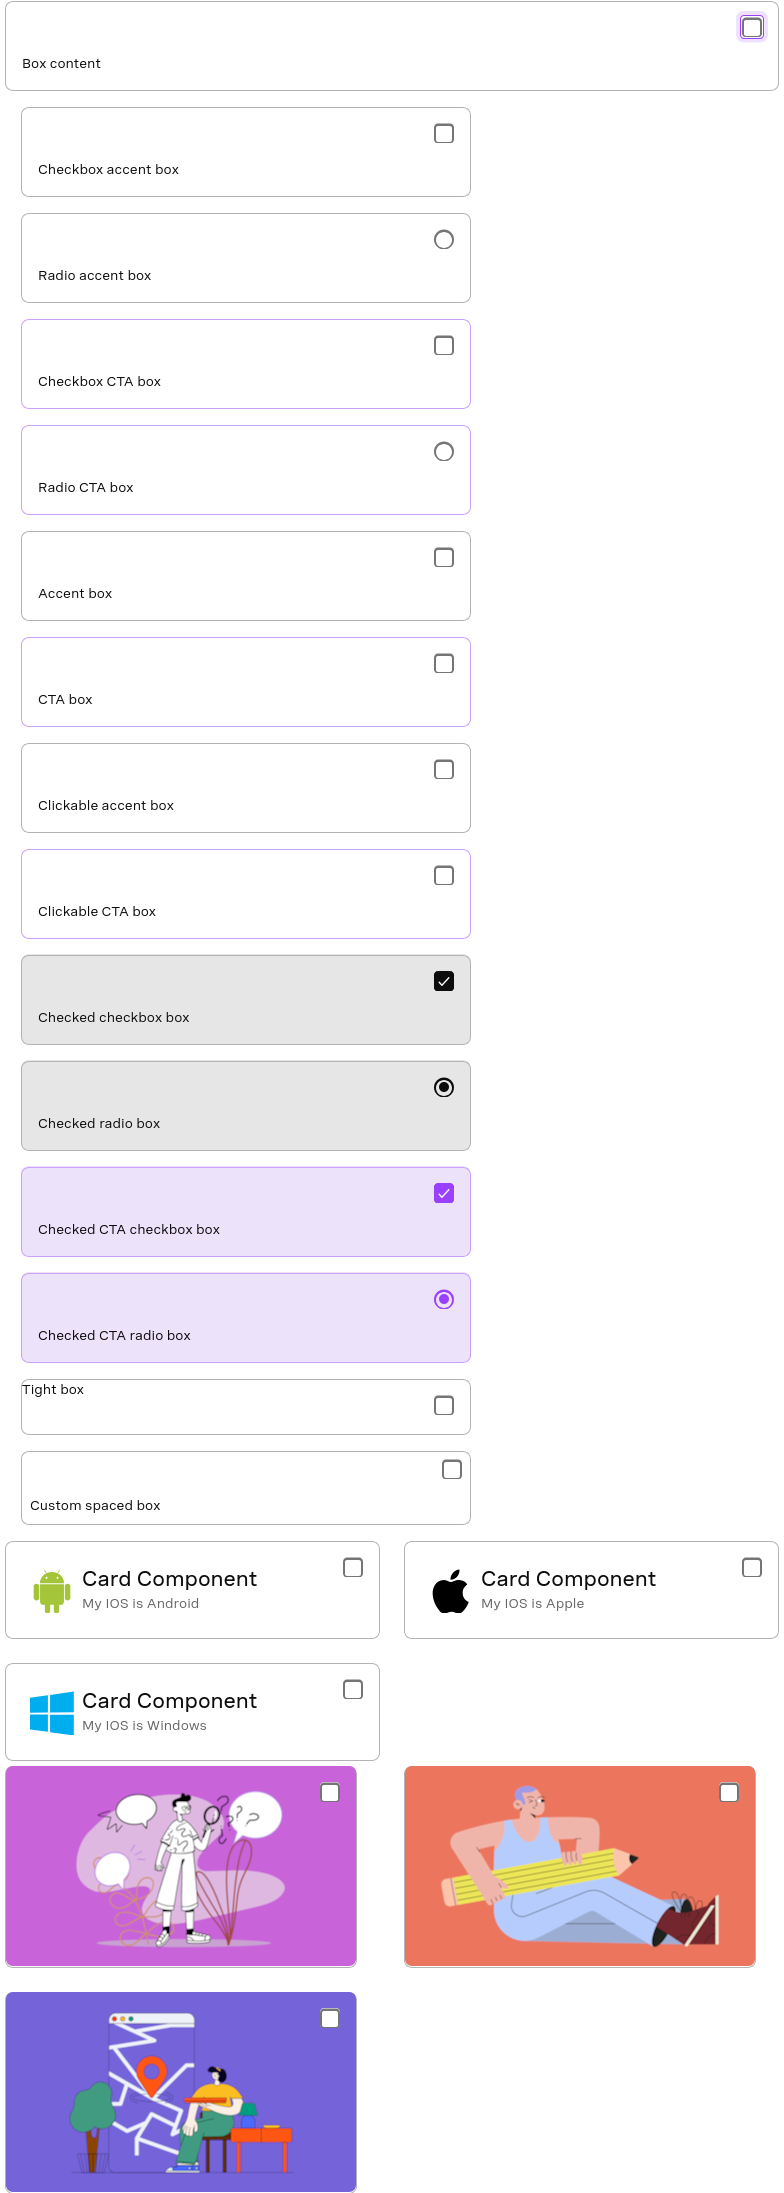 Box content
Checkbox accent box
Radio accent box
Checkbox CTA box
Radio CTA box
Accent box
CTA box
Clickable accent box
Clickable CTA box
Checked checkbox box
Checked radio box
Checked CTA checkbox box
Checked CTA radio box
Tight box
Custom spaced box
Card Component
My IOS is Android
Card Component
My IOS is Apple
Card Component
My IOS is Windows